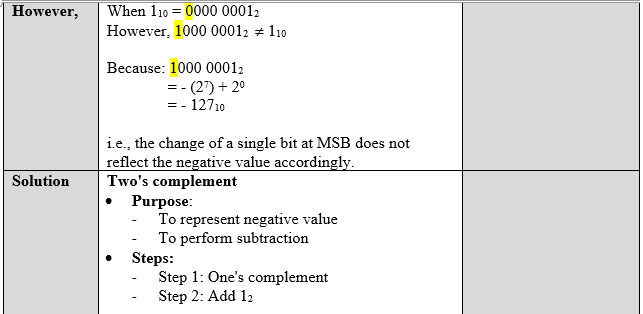 However,
When 1₁₀ = 0000 0001₂
However, 1000 0001₂ ≠ 1₁₀
Because: 1000 0001₂
= - (2⁷) + 2⁰
= - 127₁₀
i.e., the change of a single bit at MSB does not
reflect the negative value accordingly.
Solution
Two's complement
• Purpose:
- To represent negative value
- To perform subtraction
• Steps:
- Step 1: One's complement
- Step 2: Add 1₂